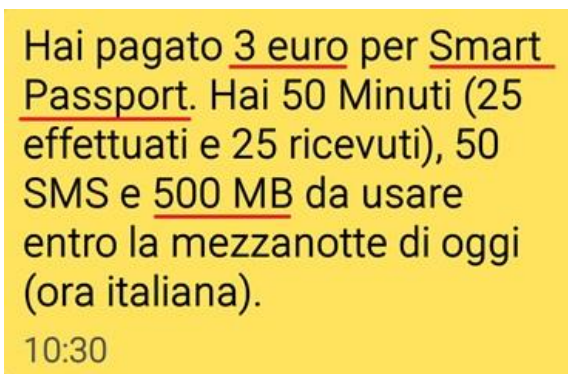 Hai pagato 3 euro per Smart
Passport. Hai 50 Minuti (25
effettuati e 25 ricevuti), 50
SMS e 500 MB da usare
entro la mezzanotte di oggi
(ora italiana).
10:30